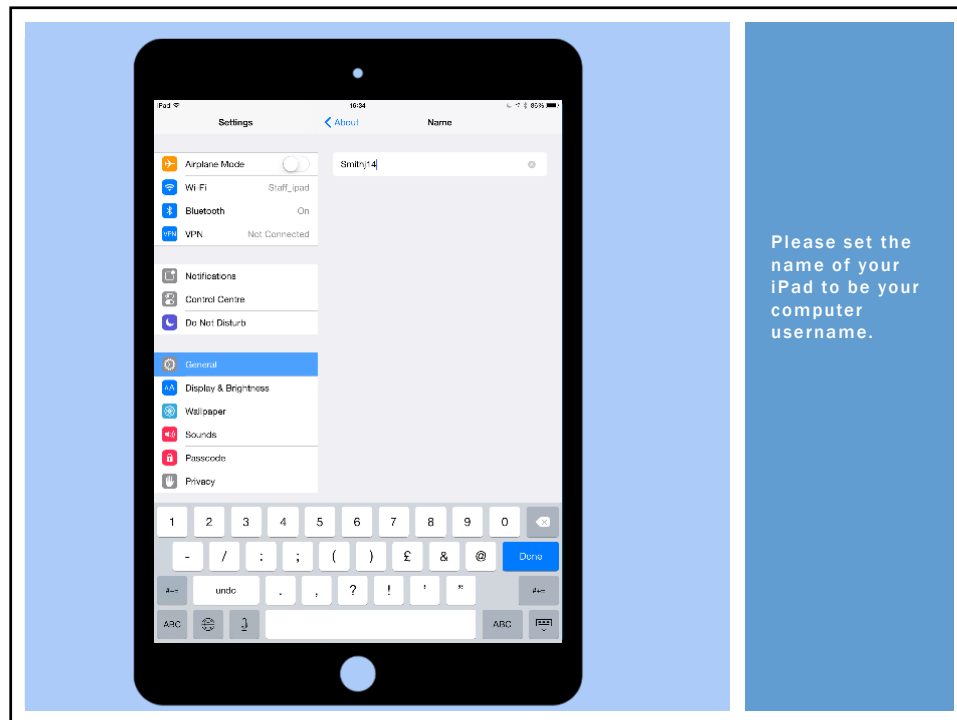 iPad 16:34 86%
Settings About Name
Airplane Mode Smithj14
Wi-Fi Staff_ipad
Bluetooth On
VPN VPN Not Connected
Notifications
Control Centre
Do Not Disturb
General
AA Display & Brightness
Wallpaper
Sounds
Passcode
Privacy
1 2 3 4 5 6 7 8 9 0
- / : ; ( ) £ & @ Done
#+= undo . , ? ! ' " #+=
ABC ABC
Please set the
name of your
iPad to be your
computer
username.